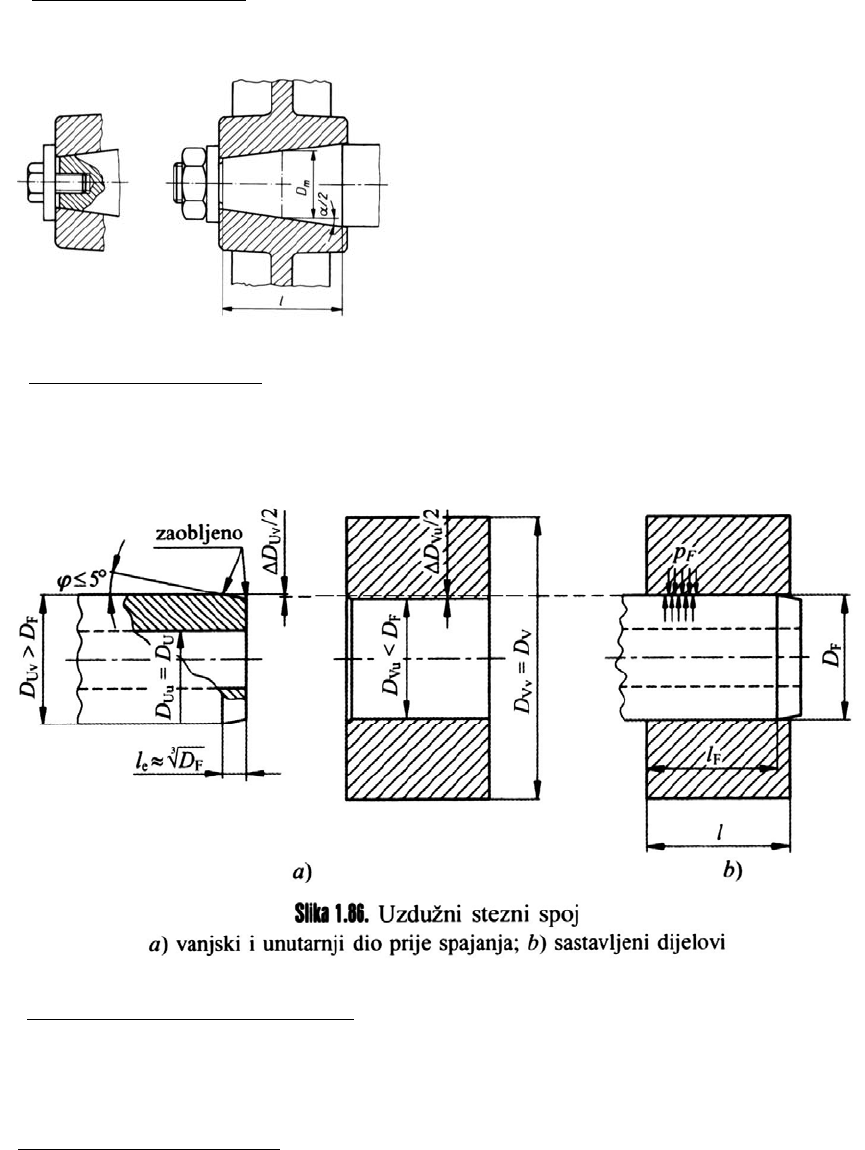 D_m
α/2
l
zaobljeno
φ≤5°
ΔD_Uv/2
D_Uv > D_F
D_Uu = D_U
l_e ≈ ∛D_F
ΔD_Vu/2
D_Vu < D_F
D_Vv = D_V
p_F
D_F
l_F
l
a)
b)
Slika 1.86. Uzdužni stezni spoj
a) vanjski i unutarnji dio prije spajanja; b) sastavljeni dijelovi